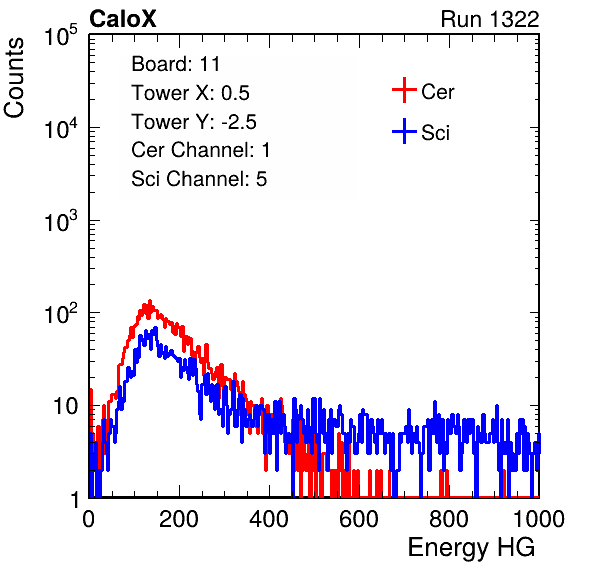 CaloX Run 1322
Counts
Board: 11
Tower X: 0.5
Tower Y: -2.5
Cer Channel: 1
Sci Channel: 5
Cer
Sci
10^5
10^4
10^3
10^2
10
1
0 200 400 600 800 1000
Energy HG